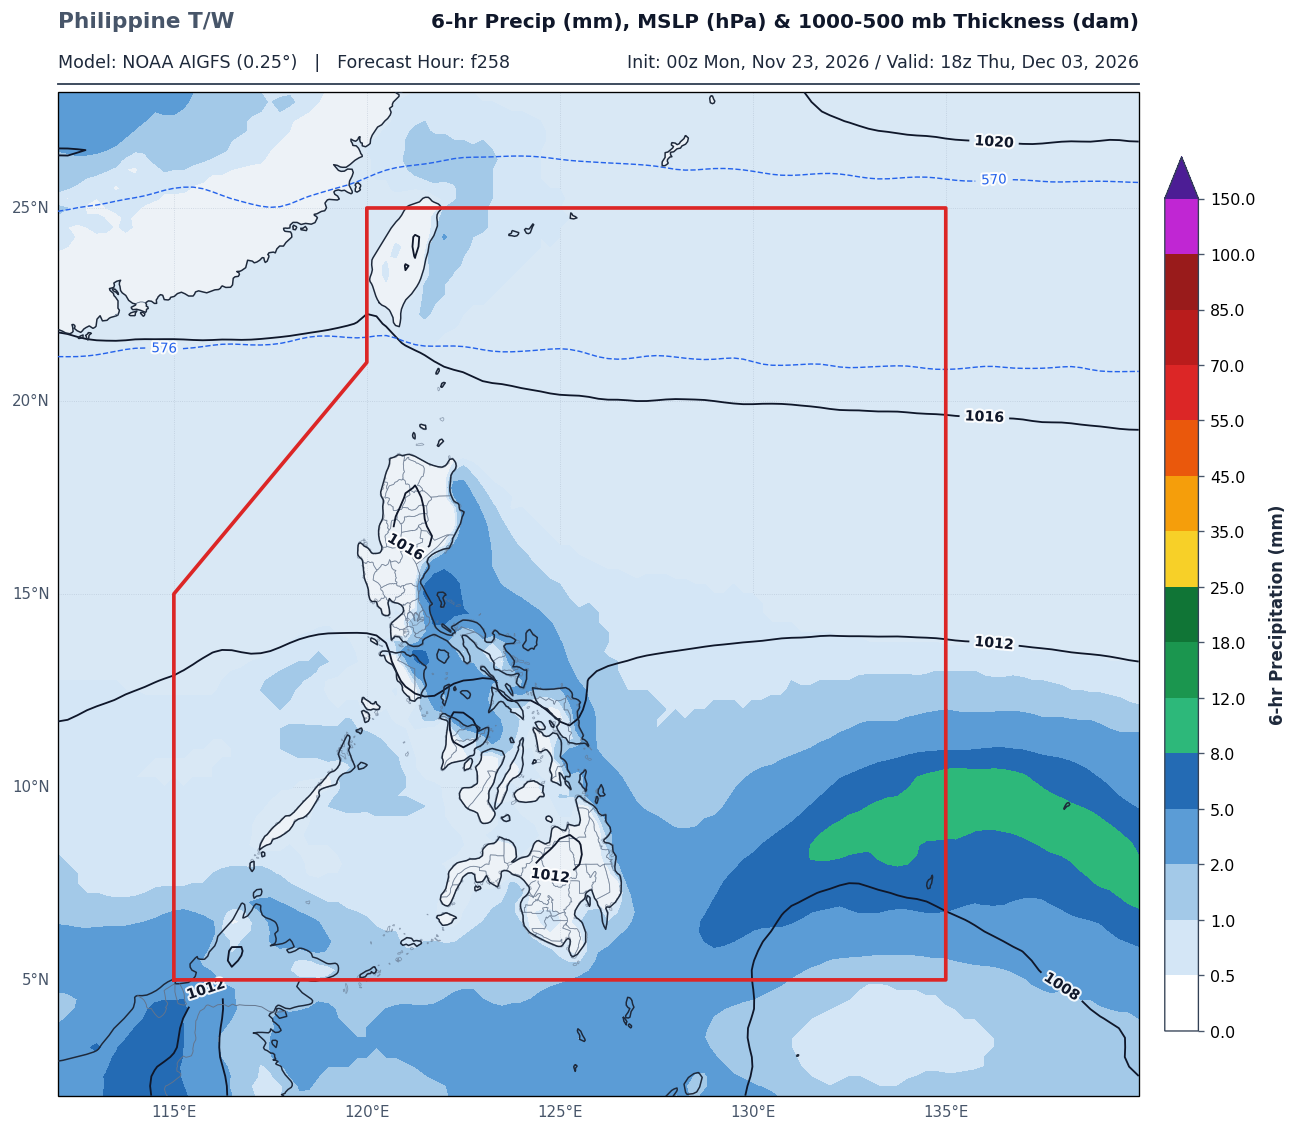 Philippine T/W
6-hr Precip (mm), MSLP (hPa) & 1000-500 mb Thickness (dam)
Model: NOAA AIGFS (0.25°) | Forecast Hour: f258
Init: 00z Mon, Nov 23, 2026 / Valid: 18z Thu, Dec 03, 2026
1020
570
25°N
576
20°N
1016
1016
15°N
1012
10°N
1012
5°N
1012
1008
115°E
120°E
125°E
130°E
135°E
150.0
100.0
85.0
70.0
55.0
45.0
35.0
25.0
18.0
12.0
8.0
5.0
2.0
1.0
0.5
0.0
6-hr Precipitation (mm)